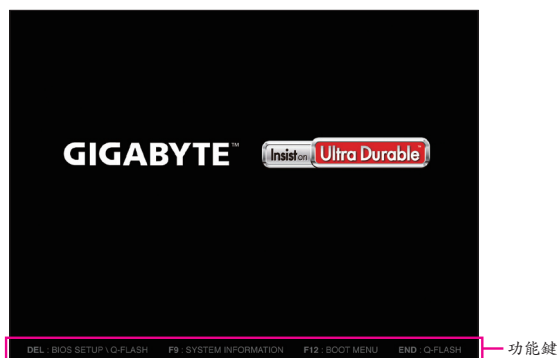 GIGABYTE™
Insist on Ultra Durable™
DEL : BIOS SETUP \ Q-FLASH F9 : SYSTEM INFORMATION F12 : BOOT MENU END : Q-FLASH
功能鍵